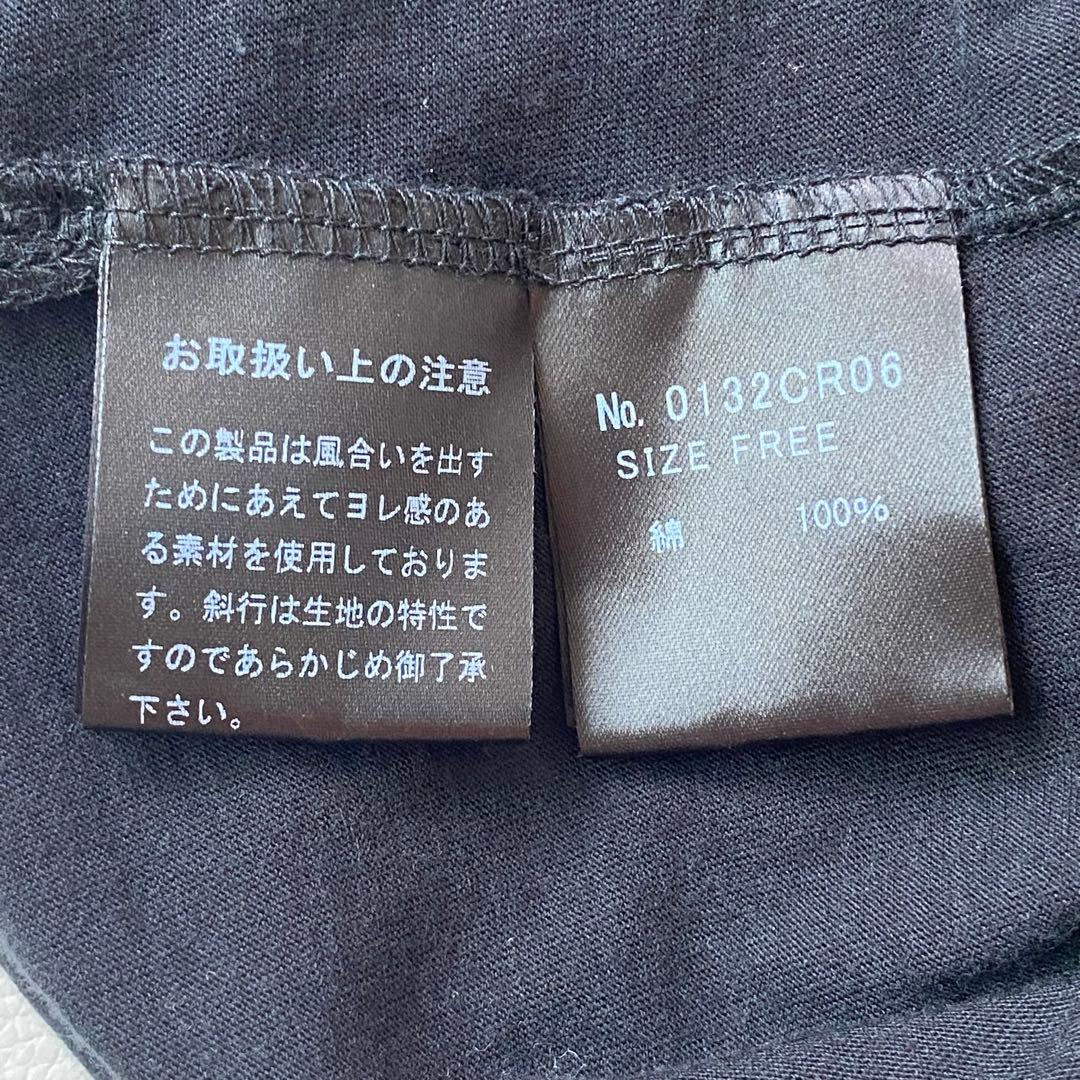 お取扱い上の注意
この製品は風合いを出す
ためにあえてヨレ感のあ
る素材を使用しておりま
す。斜行は生地の特性で
すのであらかじめ御了承
下さい。
No. 0132CR06
SIZE FREE
綿 100%